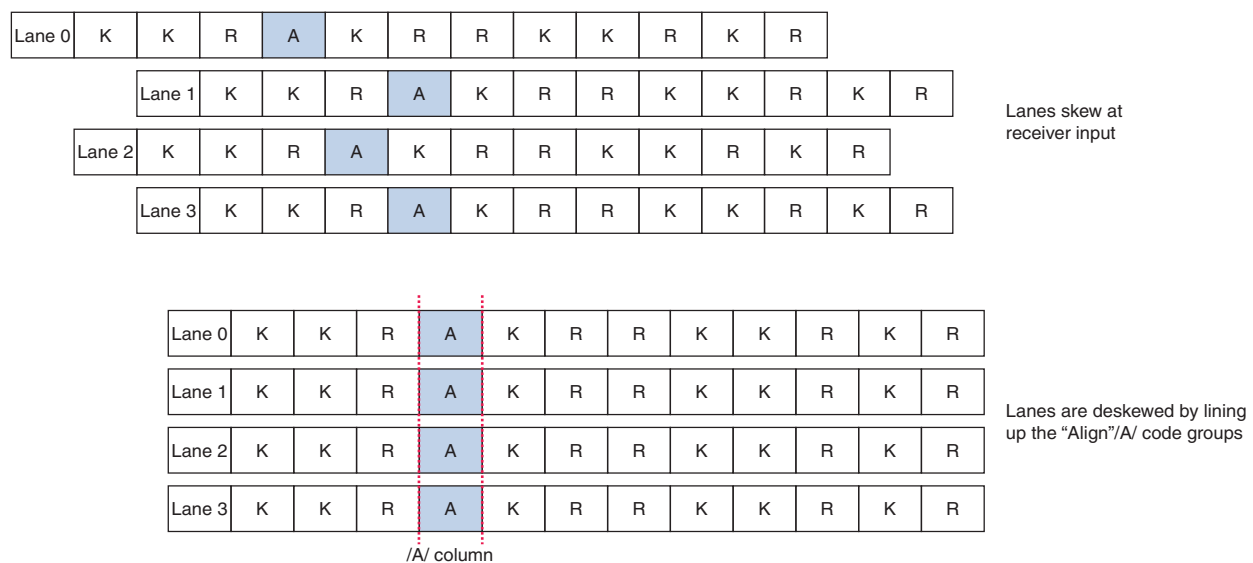 Lane 0 K K R A K R R K K R K R
Lane 1 K K R A K R R K K R K R
Lanes skew at
receiver input
Lane 2 K K R A K R R K K R K R
Lane 3 K K R A K R R K K R K R
Lane 0 K K R A K R R K K R K R
Lane 1 K K R A K R R K K R K R
Lanes are deskewed by lining
up the “Align”/A/ code groups
Lane 2 K K R A K R R K K R K R
Lane 3 K K R A K R R K K R K R
/A/ column